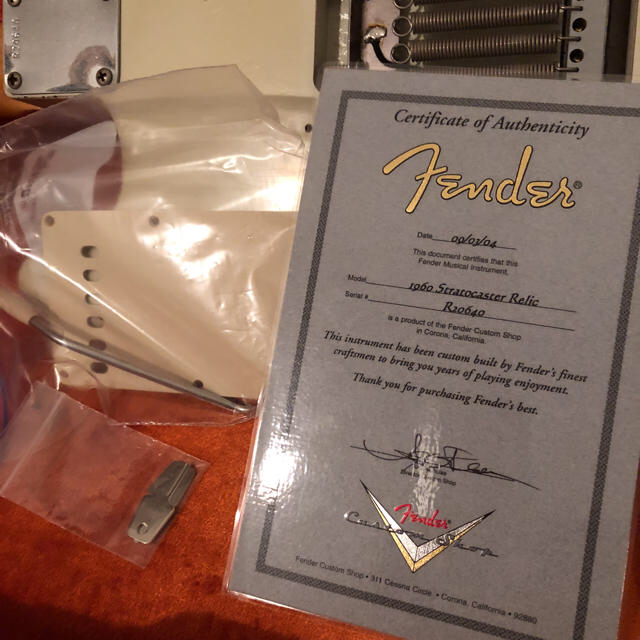 Certificate of Authenticity
Fender®
Date 09/03/04
This document certifies that this
Fender Musical Instrument.
Model 1960 Stratocaster Relic
Serial # R20640
is a product of the Fender Custom Shop
in Corona, California.
This instrument has been custom built by Fender's finest
craftsmen to bring you years of playing enjoyment.
Thank you for purchasing Fender's best.
Fender
Custom Shop
Fender Custom Shop • 311 Cessna Circle • Corona, California • 92880